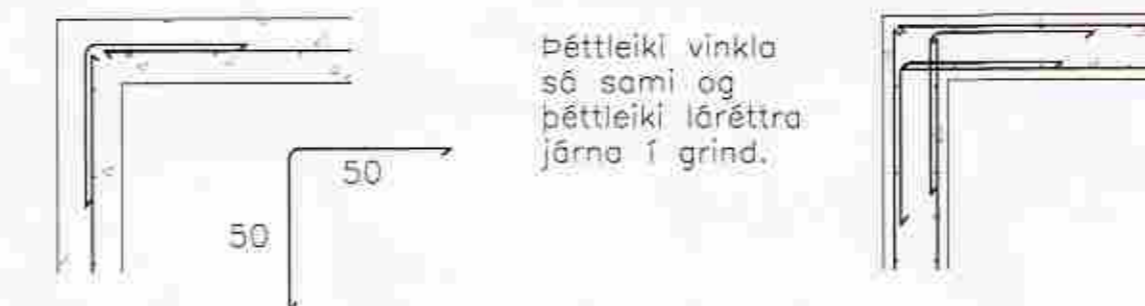 Þéttleiki vinkla
sá sami og
þéttleiki láréttra
járna í grind.
50
50